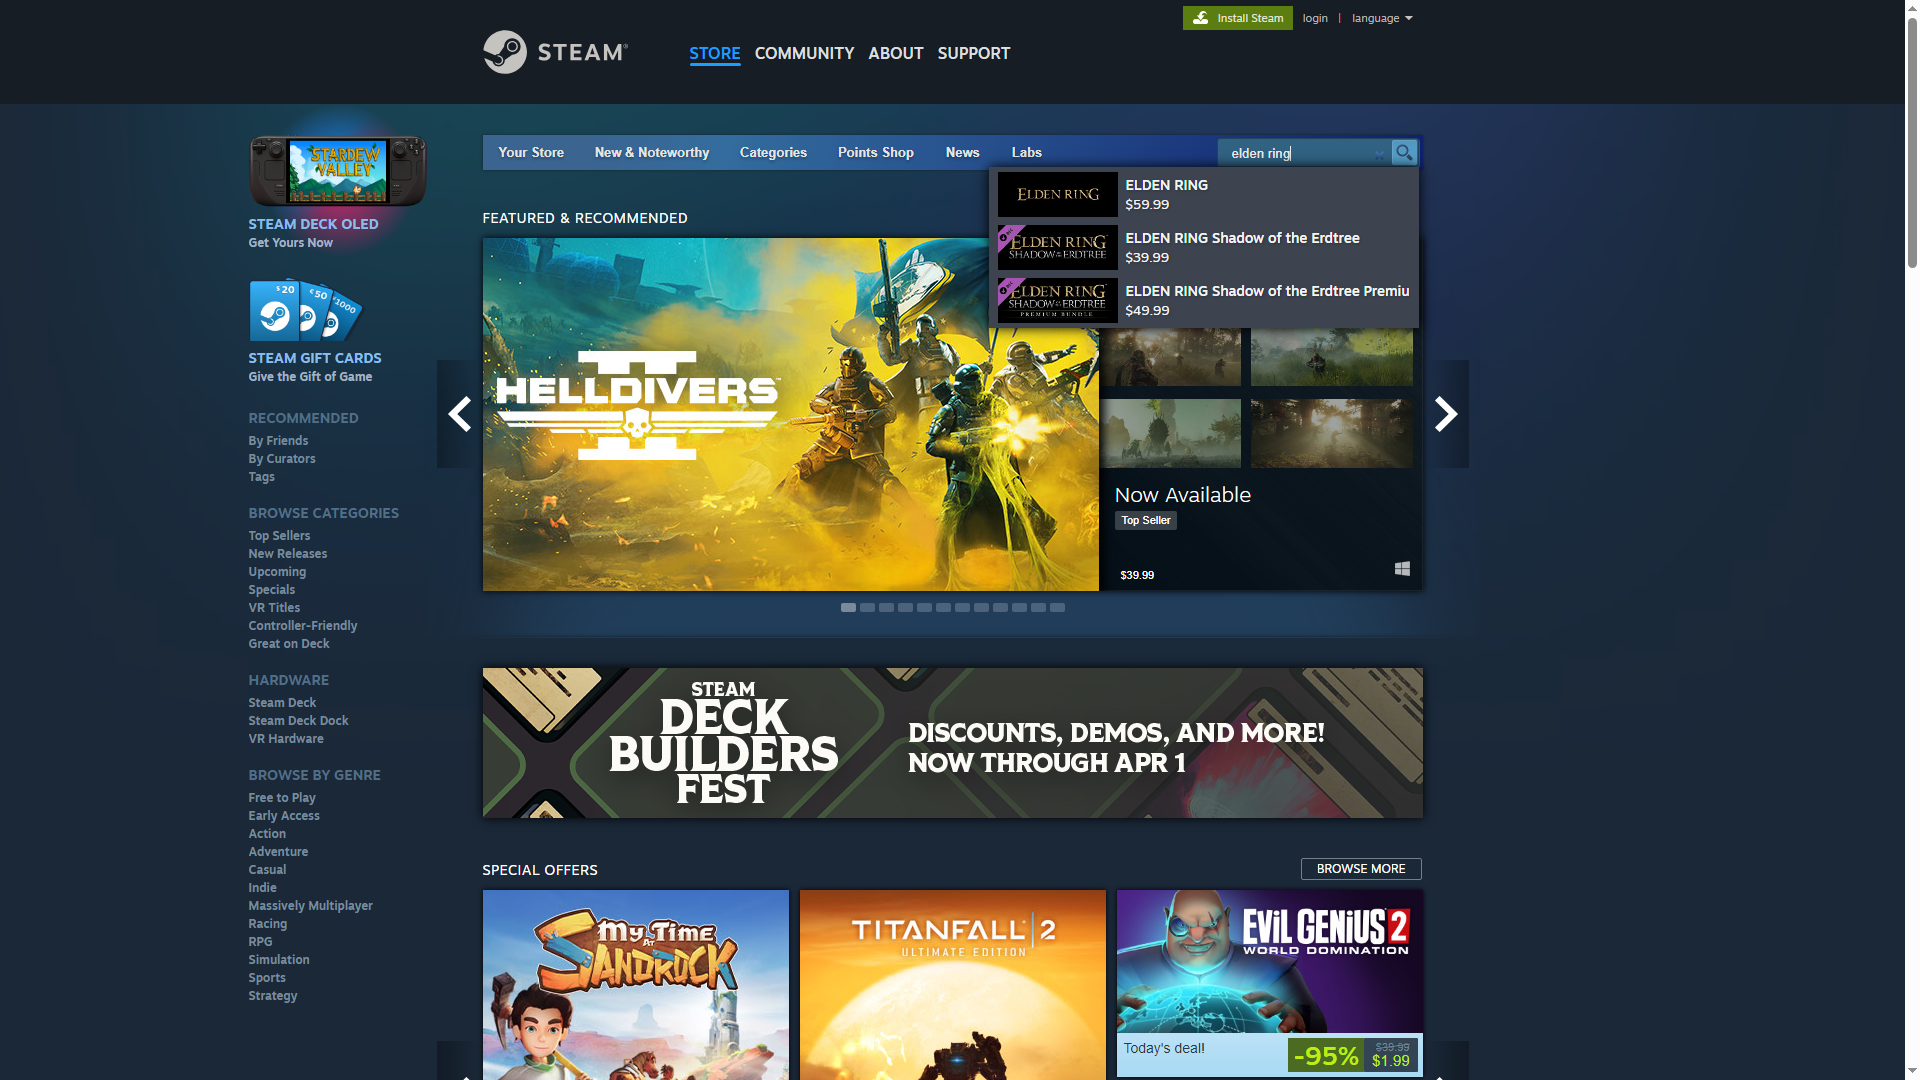 Install Steam
login | language
STEAM®
STORE COMMUNITY ABOUT SUPPORT
STARDEW
VALLEY
STEAM DECK OLED
Get Yours Now
$20 €50 ¥1000
STEAM GIFT CARDS
Give the Gift of Game
RECOMMENDED
By Friends
By Curators
Tags
BROWSE CATEGORIES
Top Sellers
New Releases
Upcoming
Specials
VR Titles
Controller-Friendly
Great on Deck
HARDWARE
Steam Deck
Steam Deck Dock
VR Hardware
BROWSE BY GENRE
Free to Play
Early Access
Action
Adventure
Casual
Indie
Massively Multiplayer
Racing
RPG
Simulation
Sports
Strategy
Your Store New & Noteworthy Categories Points Shop News Labs
elden ring
ELDEN RING
ELDEN RING
$59.99
ELDEN RING
SHADOW OF THE ERDTREE
ELDEN RING Shadow of the Erdtree
$39.99
ELDEN RING
SHADOW OF THE ERDTREE
PREMIUM BUNDLE
ELDEN RING Shadow of the Erdtree Premiu
$49.99
FEATURED & RECOMMENDED
HELLDIVERS™
II
Now Available
Top Seller
$39.99
STEAM
DECK
BUILDERS
FEST
DISCOUNTS, DEMOS, AND MORE!
NOW THROUGH APR 1
SPECIAL OFFERS
BROWSE MORE
MY TIME
AT
SANDROCK
TITANFALL 2
ULTIMATE EDITION
EVIL GENIUS 2
WORLD DOMINATION
Today's deal!
-95%
$39.99
$1.99